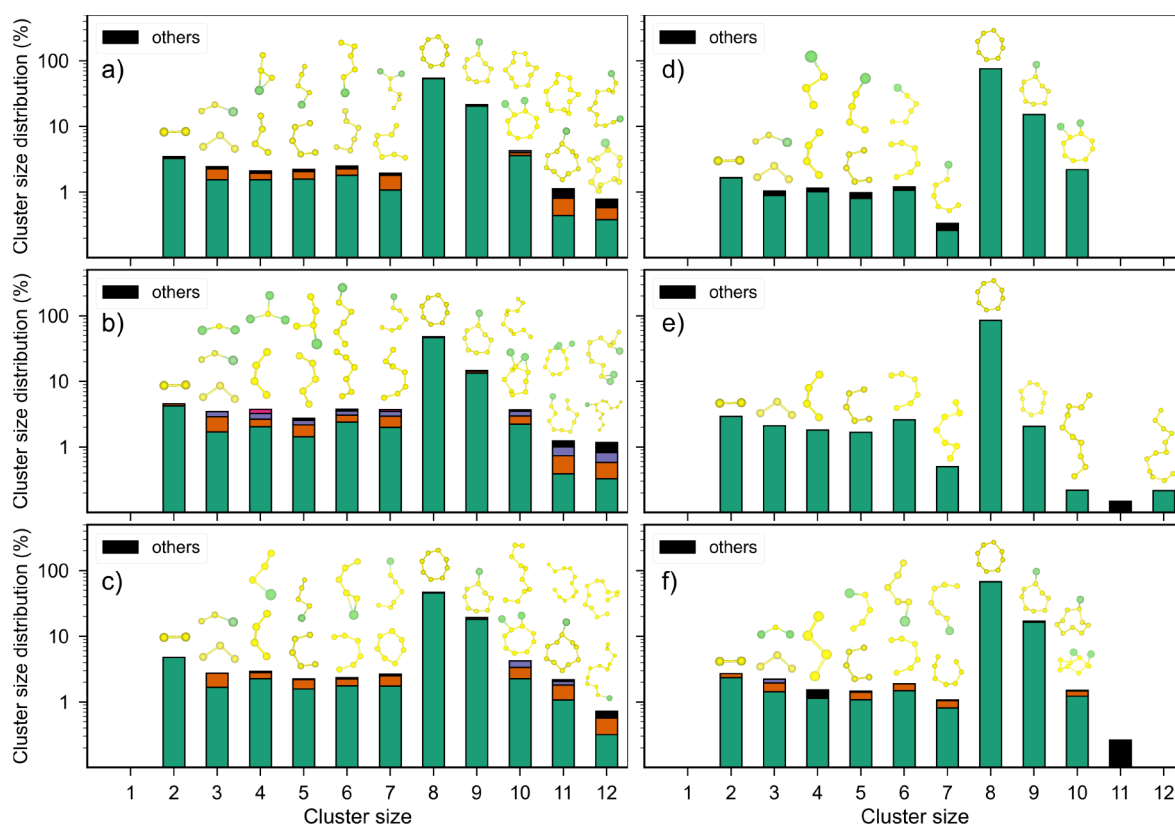 Cluster size distribution (%)
100
10
1
others
a)
others
d)
Cluster size distribution (%)
100
10
1
others
b)
others
e)
Cluster size distribution (%)
100
10
1
others
c)
others
f)
1 2 3 4 5 6 7 8 9 10 11 12
1 2 3 4 5 6 7 8 9 10 11 12
Cluster size
Cluster size